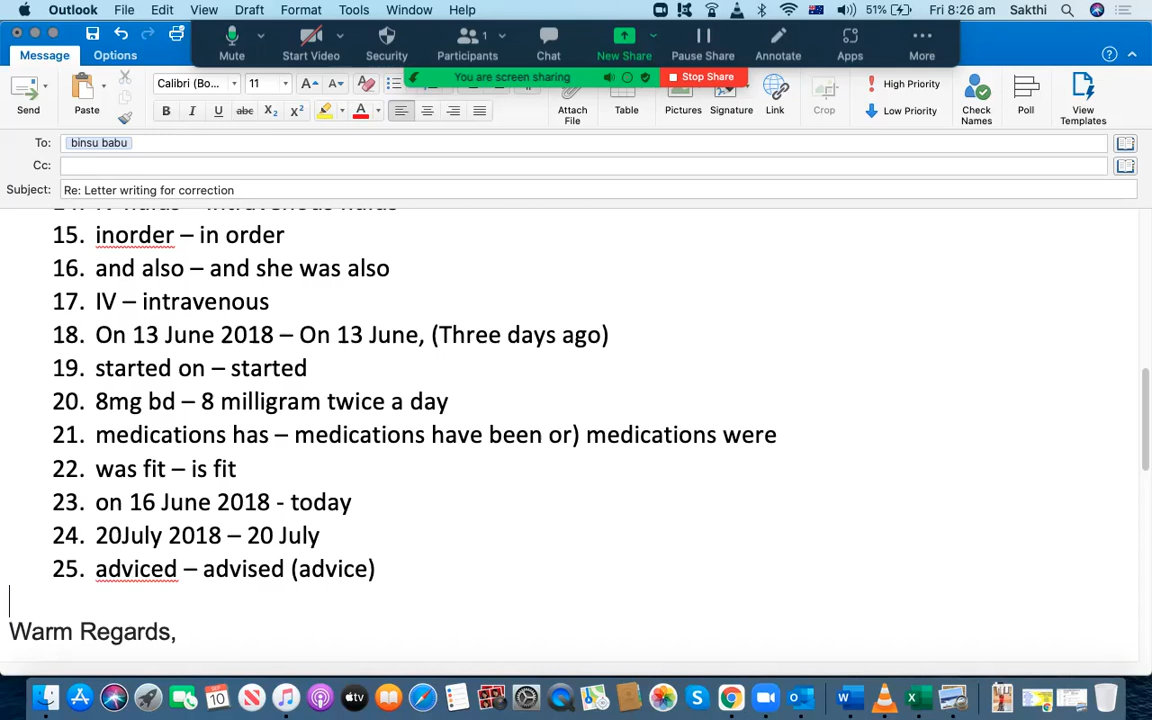 Outlook File Edit View Draft Format Tools Window Help 51% Fri 8:26 am Sakthi
Message Options
Mute Start Video Security Participants 1 Chat New Share Pause Share Annotate Apps More
You are screen sharing Stop Share
Send Paste Calibri (Bo... 11 A A
B I U abc X2 X2 A
Attach File Table Pictures Signature Link Crop High Priority Low Priority Check Names Poll View Templates
To: binsu babu
Cc:
Subject: Re: Letter writing for correction
15. inorder – in order
16. and also – and she was also
17. IV – intravenous
18. On 13 June 2018 – On 13 June, (Three days ago)
19. started on – started
20. 8mg bd – 8 milligram twice a day
21. medications has – medications have been or) medications were
22. was fit – is fit
23. on 16 June 2018 - today
24. 20July 2018 – 20 July
25. adviced – advised (advice)
Warm Regards,
SEP 10 tv S W X